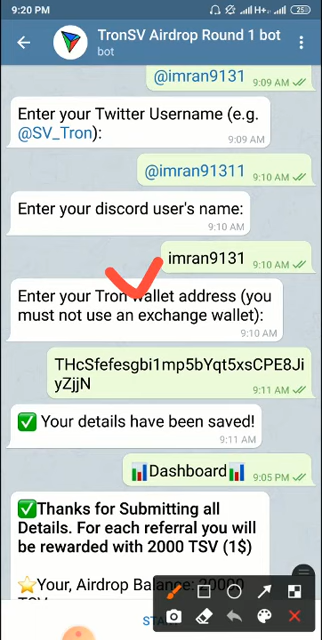 9:20 PM
H+
25
TronSV Airdrop Round 1 bot
bot
@imran9131
9:09 AM
Enter your Twitter Username (e.g.
@SV_Tron):
9:09 AM
@imran91311
9:10 AM
Enter your discord user's name:
9:10 AM
imran9131
9:10 AM
Enter your Tron wallet address (you
must not use an exchange wallet):
9:10 AM
THcSfefesgbi1mp5bYqt5xsCPE8Ji
yZjjN
9:11 AM
Your details have been saved!
9:11 AM
Dashboard
9:05 PM
Thanks for Submitting all
Details. For each referral you will
be rewarded with 2000 TSV (1$)
Your, Airdrop Balance: 20000